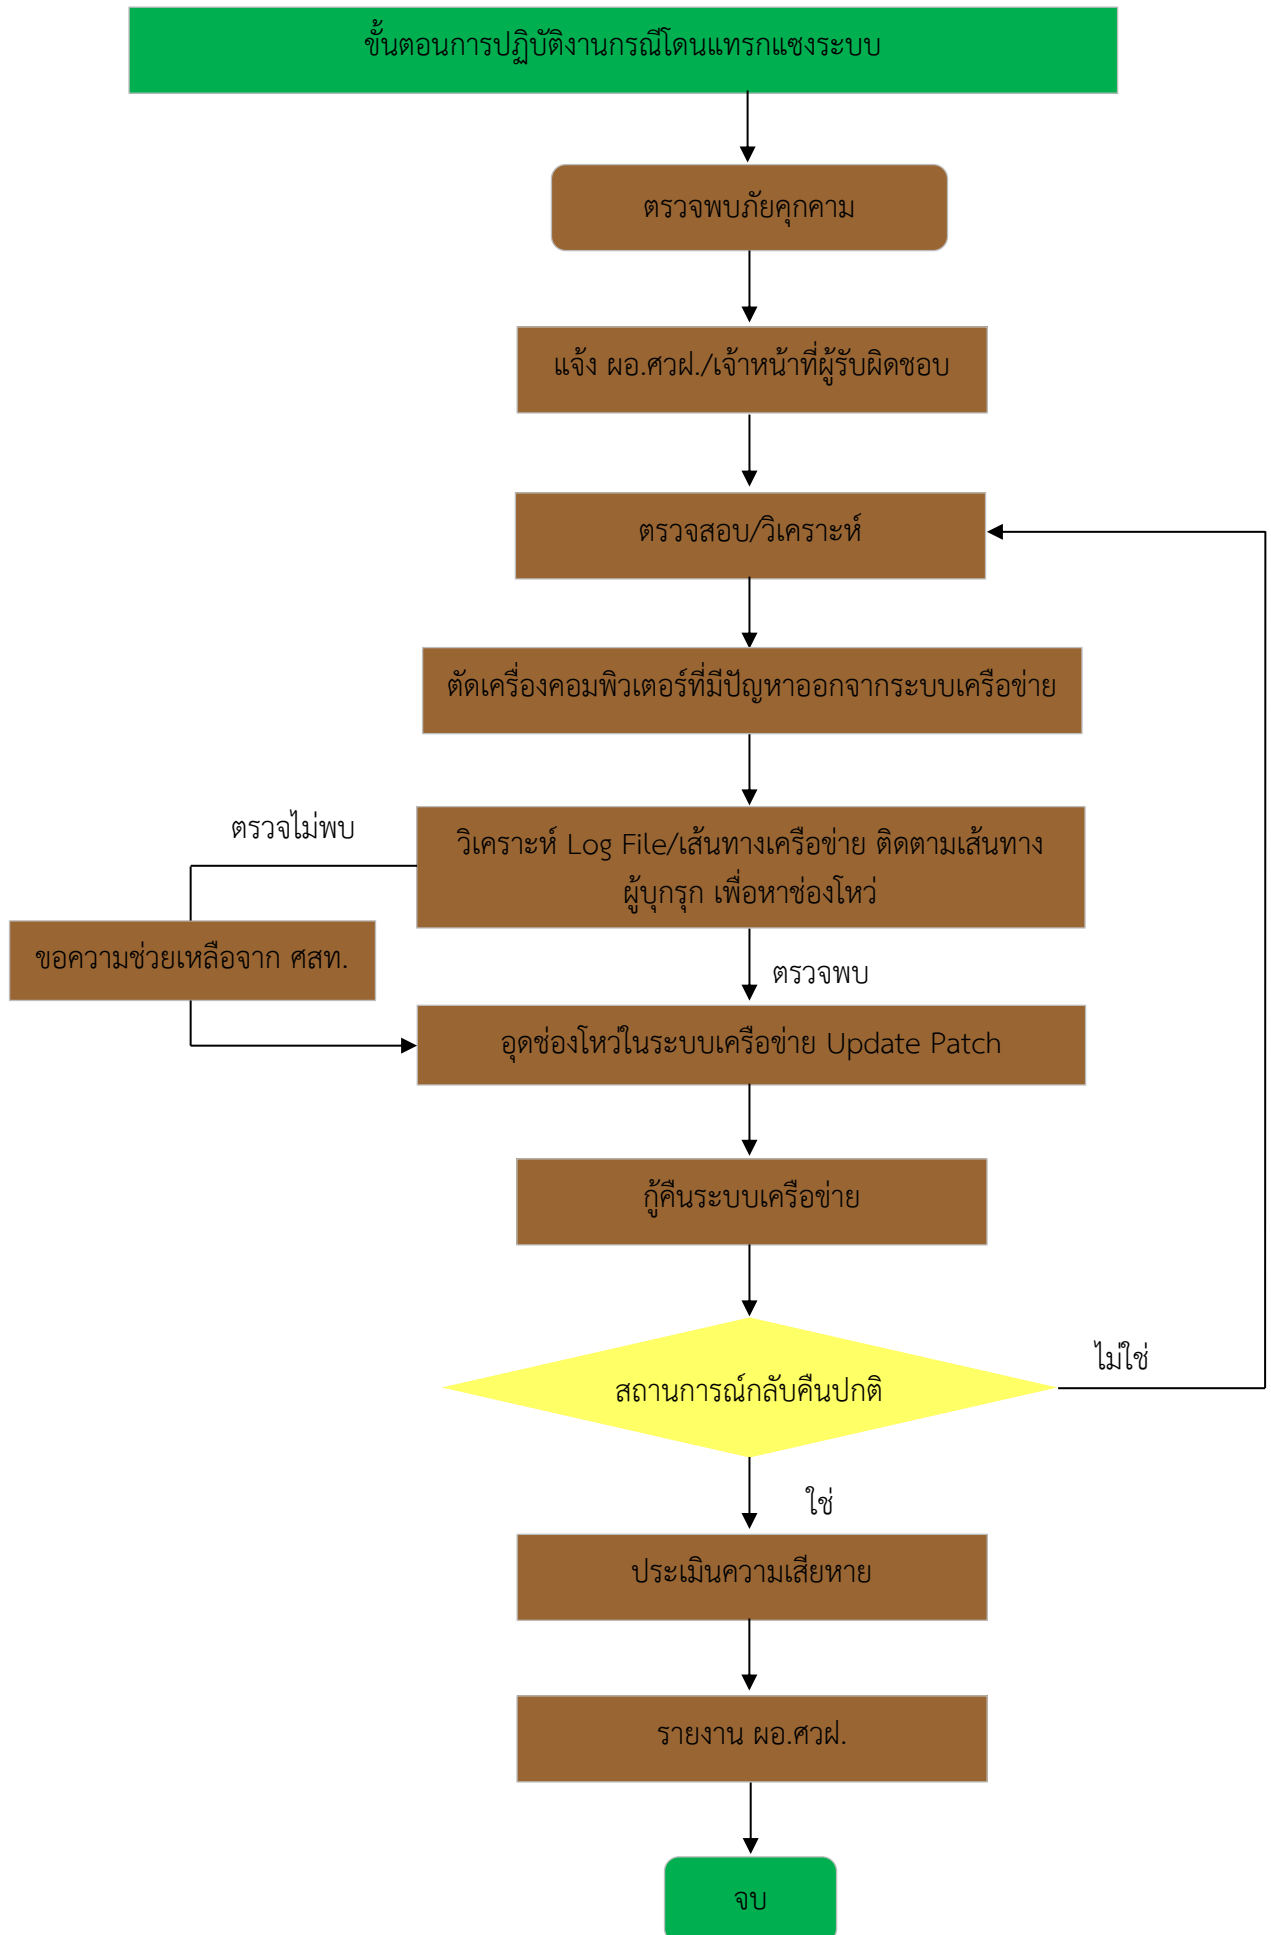 ขั้นตอนการปฏิบัติงานกรณีโดนแทรกแซงระบบ
ตรวจพบภัยคุกคาม
แจ้ง ผอ.ศวฝ./เจ้าหน้าที่ผู้รับผิดชอบ
ตรวจสอบ/วิเคราะห์
ตัดเครื่องคอมพิวเตอร์ที่มีปัญหาออกจากระบบเครือข่าย
ตรวจไม่พบ
วิเคราะห์ Log File/เส้นทางเครือข่าย ติดตามเส้นทาง
ผู้บุกรุก เพื่อหาช่องโหว่
ขอความช่วยเหลือจาก ศสท.
ตรวจพบ
อุดช่องโหว่ในระบบเครือข่าย Update Patch
กู้คืนระบบเครือข่าย
ไม่ใช่
สถานการณ์กลับคืนปกติ
ใช่
ประเมินความเสียหาย
รายงาน ผอ.ศวฝ.
จบ